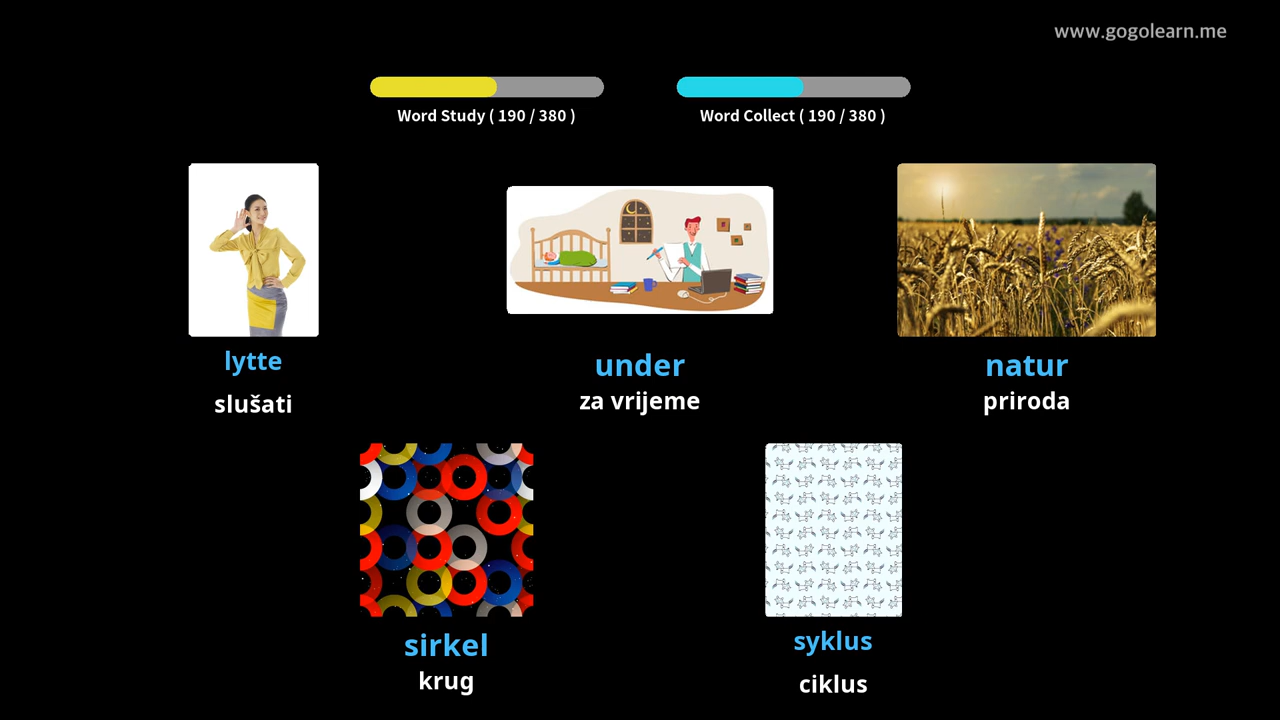 www.gogolearn.me
Word Study ( 190 / 380 )
Word Collect ( 190 / 380 )
lytte
slušati
under
za vrijeme
natur
priroda
sirkel
krug
syklus
ciklus